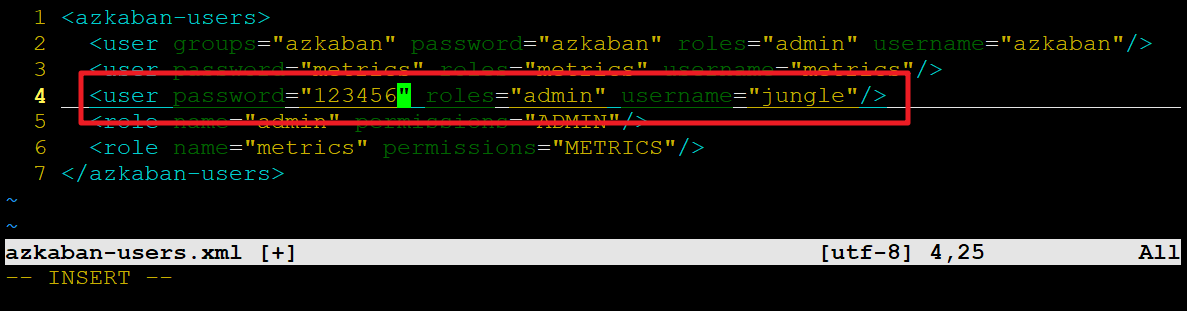 1 <azkaban-users>
2   <user groups="azkaban" password="azkaban" roles="admin" username="azkaban"/>
3   <user password="metrics" roles="metrics" username="metrics"/>
4   <user password="123456" roles="admin" username="jungle"/>
5   <role name="admin" permissions="ADMIN"/>
6   <role name="metrics" permissions="METRICS"/>
7 </azkaban-users>
~
~
azkaban-users.xml [+] [utf-8] 4,25 All
-- INSERT --